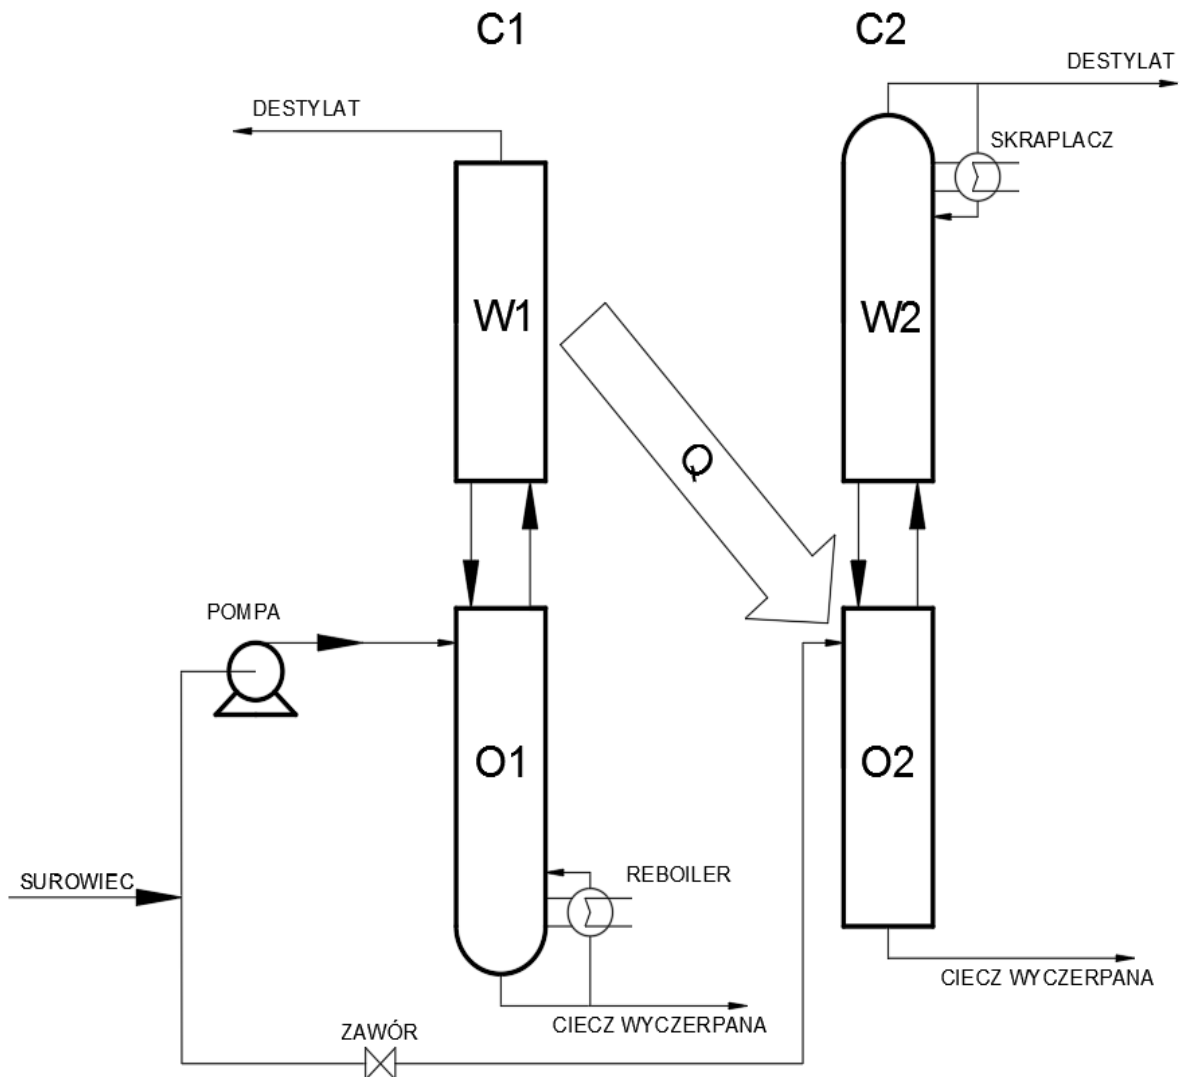 C1
C2
DESTYLAT
DESTYLAT
SKRAPLACZ
W1
W2
Q
POMPA
O1
O2
SUROWIEC
REBOILER
CIECZ WYCZERPANA
CIECZ WYCZERPANA
ZAWÓR